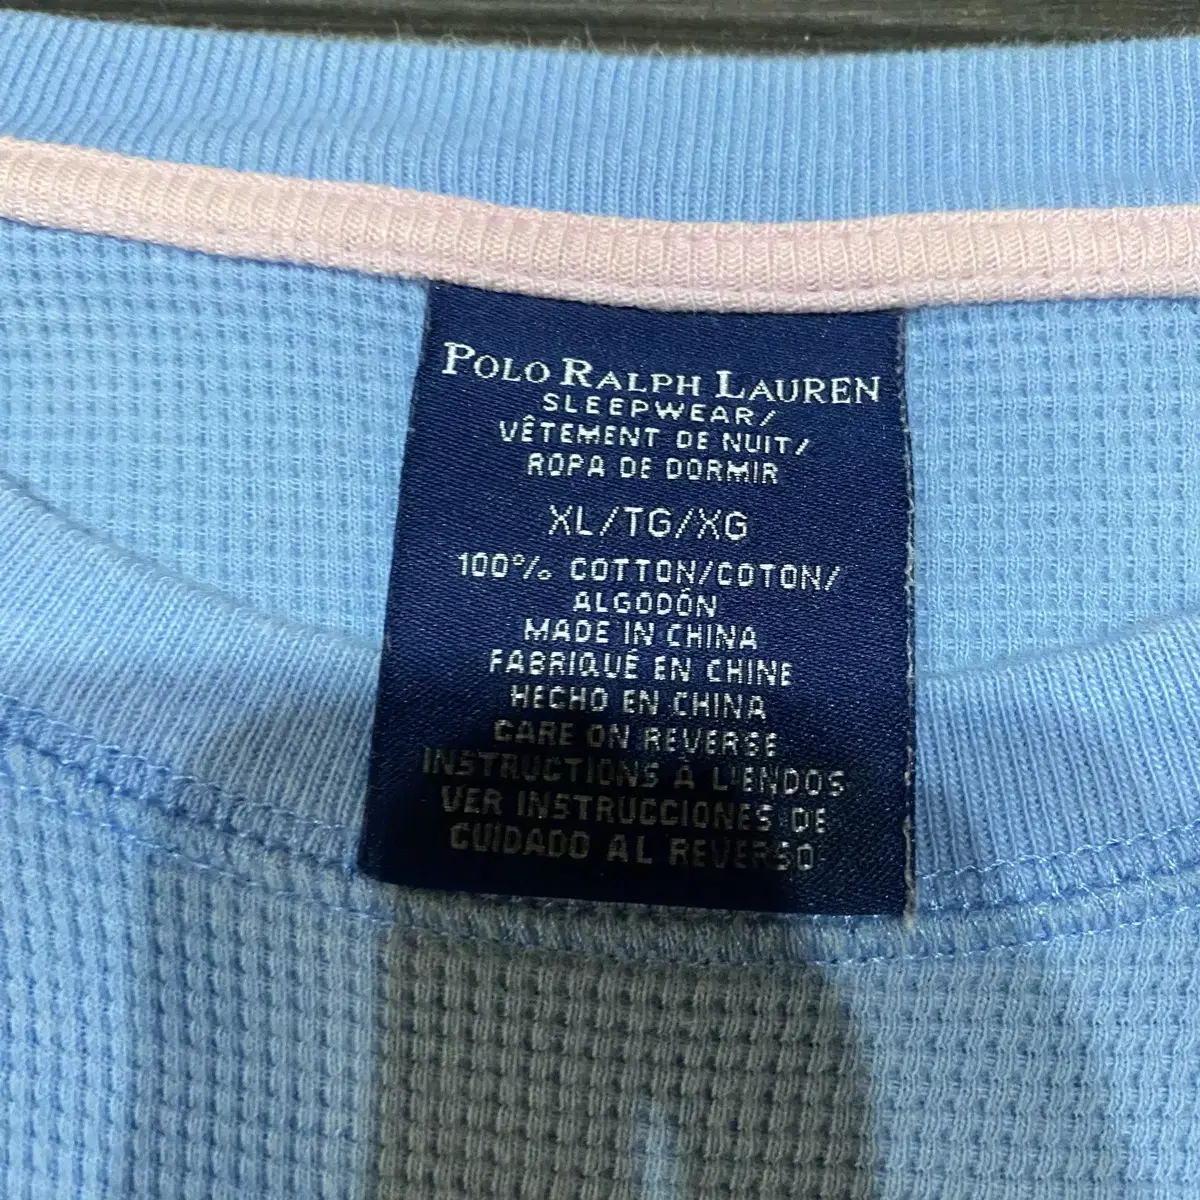 POLO RALPH LAUREN
SLEEPWEAR/
VÊTEMENT DE NUIT/
ROPA DE DORMIR
XL/TG/XG
100% COTTON/COTON/
ALGODÓN
MADE IN CHINA
FABRIQUÉ EN CHINE
HECHO EN CHINA
CARE ON REVERSE
INSTRUCTIONS À L'ENDOS
VER INSTRUCCIONES DE
CUIDADO AL REVERSO